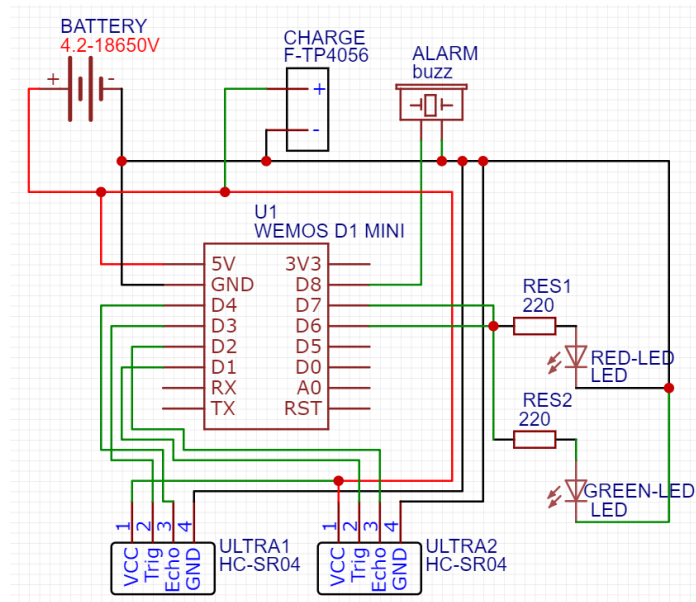 BATTERY
4.2-18650V
+ -
CHARGE
F-TP4056
+
-
ALARM
buzz
U1
WEMOS D1 MINI
5V 3V3
GND D8
D4 D7
D3 D6
D2 D5
D1 D0
RX A0
TX RST
RES1
220
RED-LED
LED
RES2
220
GREEN-LED
LED
1 2 3 4
VCC Trig Echo GND
ULTRA1
HC-SR04
1 2 3 4
VCC Trig Echo GND
ULTRA2
HC-SR04